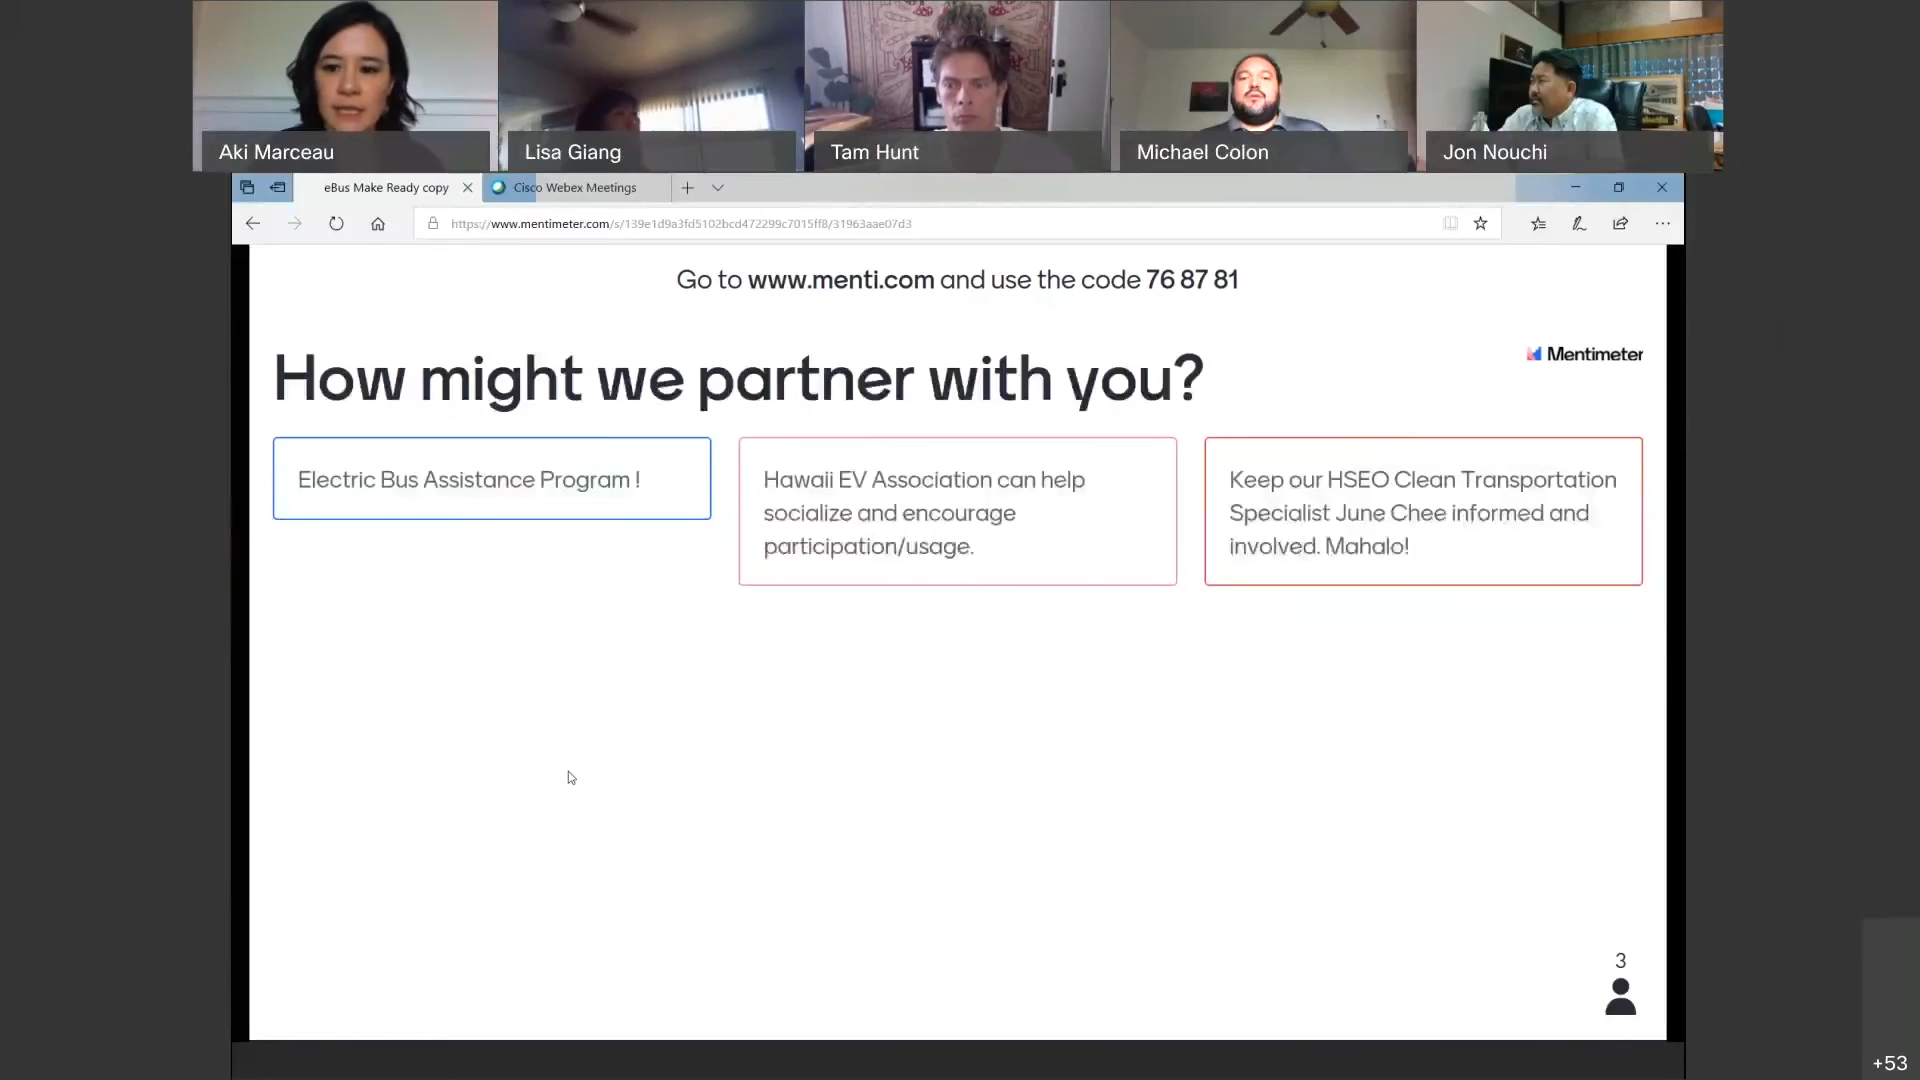 Aki Marceau
Lisa Giang
Tam Hunt
Michael Colon
Jon Nouchi
eBus Make Ready copy
Cisco Webex Meetings
https://www.mentimeter.com/s/139e1d9a3fd5102bcd472299c7015ff8/31963aae07d3
Go to www.menti.com and use the code 76 87 81
Mentimeter
How might we partner with you?
Electric Bus Assistance Program !
Hawaii EV Association can help
socialize and encourage
participation/usage.
Keep our HSEO Clean Transportation
Specialist June Chee informed and
involved. Mahalo!
3
+53